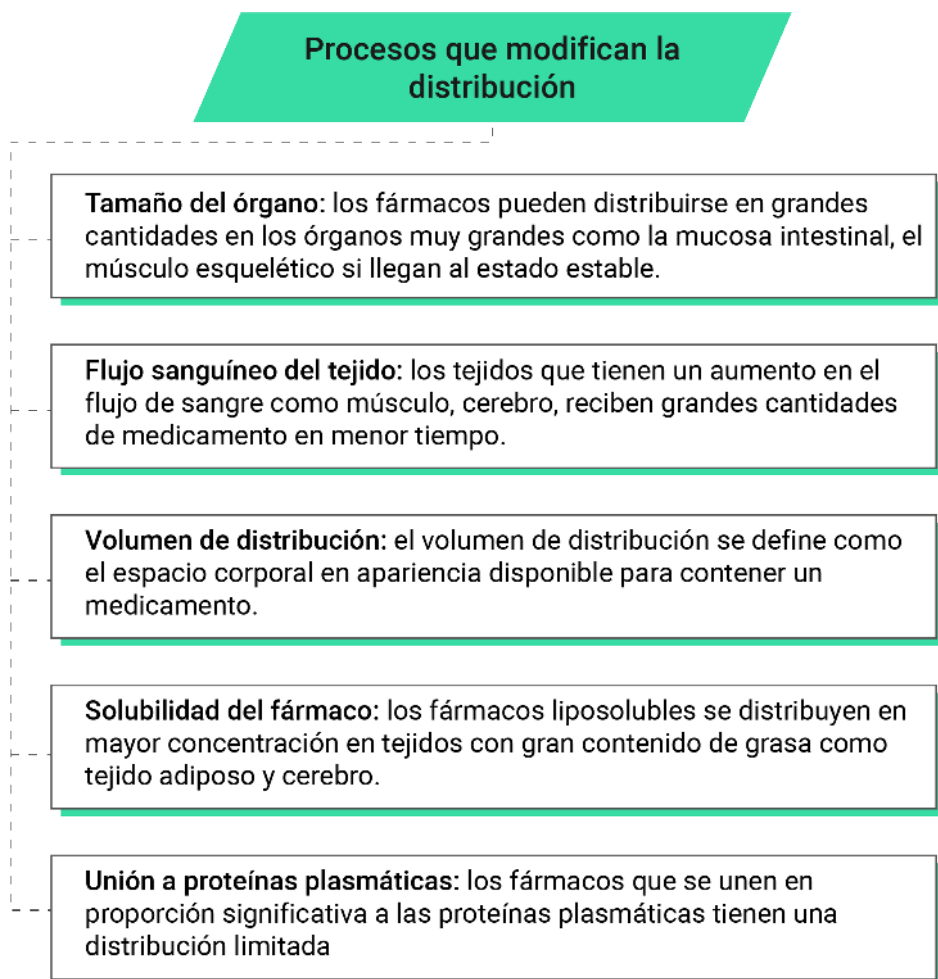 Procesos que modifican la
distribución
Tamaño del órgano: los fármacos pueden distribuirse en grandes
cantidades en los órganos muy grandes como la mucosa intestinal, el
músculo esquelético si llegan al estado estable.
Flujo sanguíneo del tejido: los tejidos que tienen un aumento en el
flujo de sangre como músculo, cerebro, reciben grandes cantidades
de medicamento en menor tiempo.
Volumen de distribución: el volumen de distribución se define como
el espacio corporal en apariencia disponible para contener un
medicamento.
Solubilidad del fármaco: los fármacos liposolubles se distribuyen en
mayor concentración en tejidos con gran contenido de grasa como
tejido adiposo y cerebro.
Unión a proteínas plasmáticas: los fármacos que se unen en
proporción significativa a las proteínas plasmáticas tienen una
distribución limitada